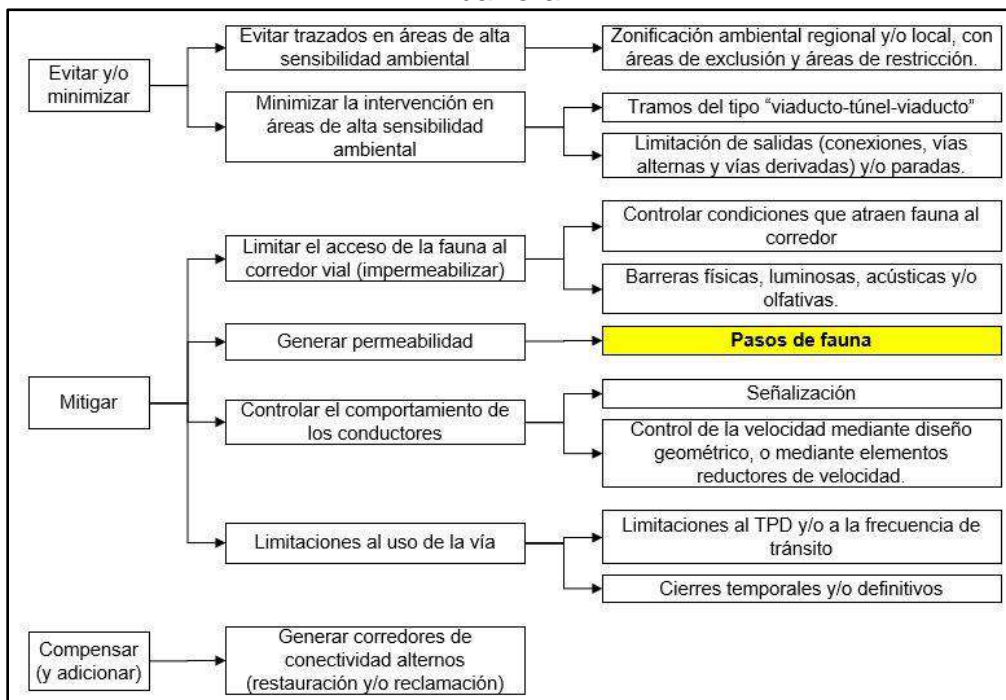 Evitar y/o
minimizar
Evitar trazados en áreas de alta
sensibilidad ambiental
Zonificación ambiental regional y/o local, con
áreas de exclusión y áreas de restricción.
Minimizar la intervención en
áreas de alta sensibilidad
ambiental
Tramos del tipo “viaducto-túnel-viaducto”
Limitación de salidas (conexiones, vías
alternas y vías derivadas) y/o paradas.
Mitigar
Limitar el acceso de la fauna al
corredor vial (impermeabilizar)
Controlar condiciones que atraen fauna al
corredor
Barreras físicas, luminosas, acústicas y/o
olfativas.
Generar permeabilidad
Pasos de fauna
Controlar el comportamiento de
los conductores
Señalización
Control de la velocidad mediante diseño
geométrico, o mediante elementos
reductores de velocidad.
Limitaciones al uso de la vía
Limitaciones al TPD y/o a la frecuencia de
tránsito
Cierres temporales y/o definitivos
Compensar
(y adicionar)
Generar corredores de
conectividad alternos
(restauración y/o reclamación)